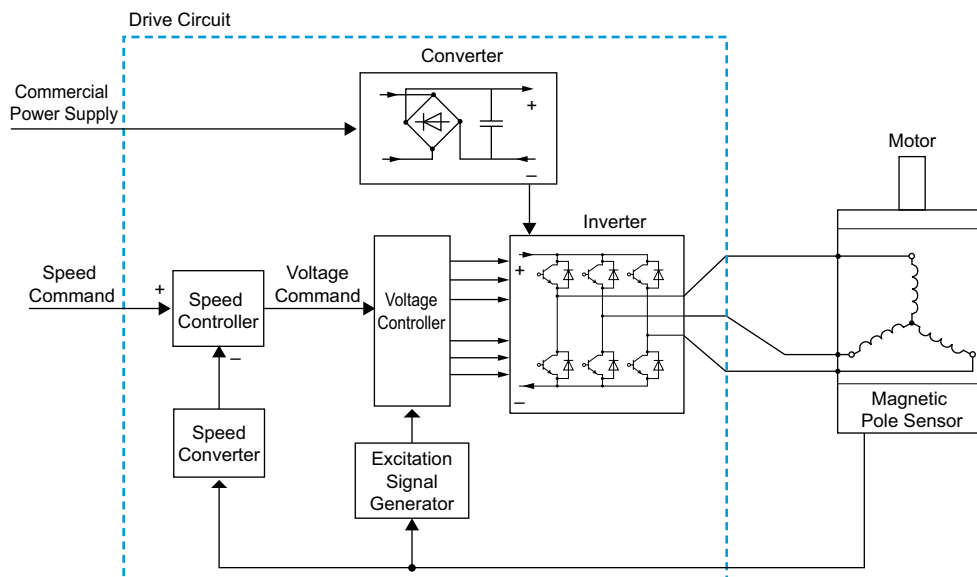 Drive Circuit
Converter
Commercial
Power Supply
+
–
Motor
Inverter
Speed
Command
+
Speed
Controller
Voltage
Command
Voltage
Controller
+
–
–
Speed
Converter
Excitation
Signal
Generator
Magnetic
Pole Sensor